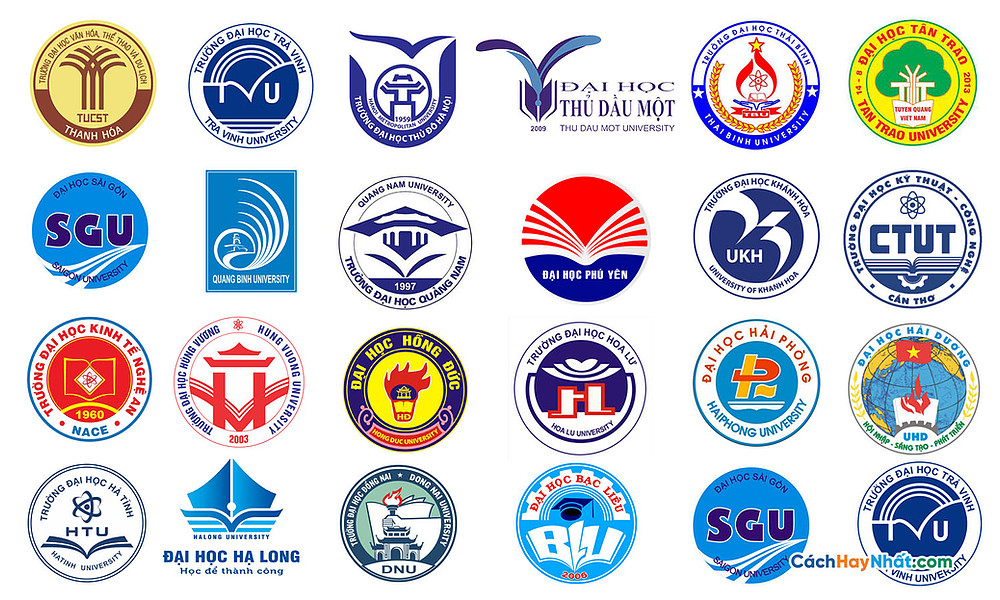 TRƯỜNG ĐẠI HỌC VĂN HÓA, THỂ THAO VÀ DU LỊCH
TUCST
THANH HÓA
TRƯỜNG ĐẠI HỌC TRÀ VINH
TVU
TRA VINH UNIVERSITY
HANOI METROPOLITAN UNIVERSITY
1959
TRƯỜNG ĐẠI HỌC THỦ ĐÔ HÀ NỘI
ĐẠI HỌC
THỦ DẦU MỘT
2009
THU DAU MOT UNIVERSITY
TRƯỜNG ĐẠI HỌC THÁI BÌNH
TBU
THAI BINH UNIVERSITY
ĐẠI HỌC TÂN TRÀO
14 - 8
2013
TUYEN QUANG
VIET NAM
TAN TRAO UNIVERSITY
ĐẠI HỌC SÀI GÒN
SGU
SAIGON UNIVERSITY
QUANG BINH UNIVERSITY
QUANG NAM UNIVERSITY
1997
TRƯỜNG ĐẠI HỌC QUẢNG NAM
ĐẠI HỌC PHÚ YÊN
TRƯỜNG ĐẠI HỌC KHÁNH HÒA
UKH
UNIVERSITY OF KHANH HOA
TRƯỜNG ĐẠI HỌC KỸ THUẬT - CÔNG NGHỆ
CTUT
CẦN THƠ
TRƯỜNG ĐẠI HỌC KINH TẾ NGHỆ AN
1960
NACE
TRƯỜNG ĐẠI HỌC HÙNG VƯƠNG
HUNG VUONG UNIVERSITY
2003
ĐẠI HỌC HỒNG ĐỨC
HD
HONG DUC UNIVERSITY
TRƯỜNG ĐẠI HỌC HOA LƯ
HL
HOA LU UNIVERSITY
ĐẠI HỌC HẢI PHÒNG
HAIPHONG UNIVERSITY
ĐẠI HỌC HẢI DƯƠNG
UHD
HỘI NHẬP - SÁNG TẠO - PHÁT TRIỂN
TRƯỜNG ĐẠI HỌC HÀ TĨNH
HTU
HATINH UNIVERSITY
HALONG UNIVERSITY
ĐẠI HỌC HẠ LONG
Học để thành công
TRƯỜNG ĐẠI HỌC ĐỒNG NAI
DONG NAI UNIVERSITY
DNU
ĐẠI HỌC BẠC LIÊU
BLU
2006
ĐẠI HỌC SÀI GÒN
SGU
SAIGON UNIVERSITY
TRƯỜNG ĐẠI HỌC TRÀ VINH
TVU
VINH UNIVERSITY
CáchHayNhất.com